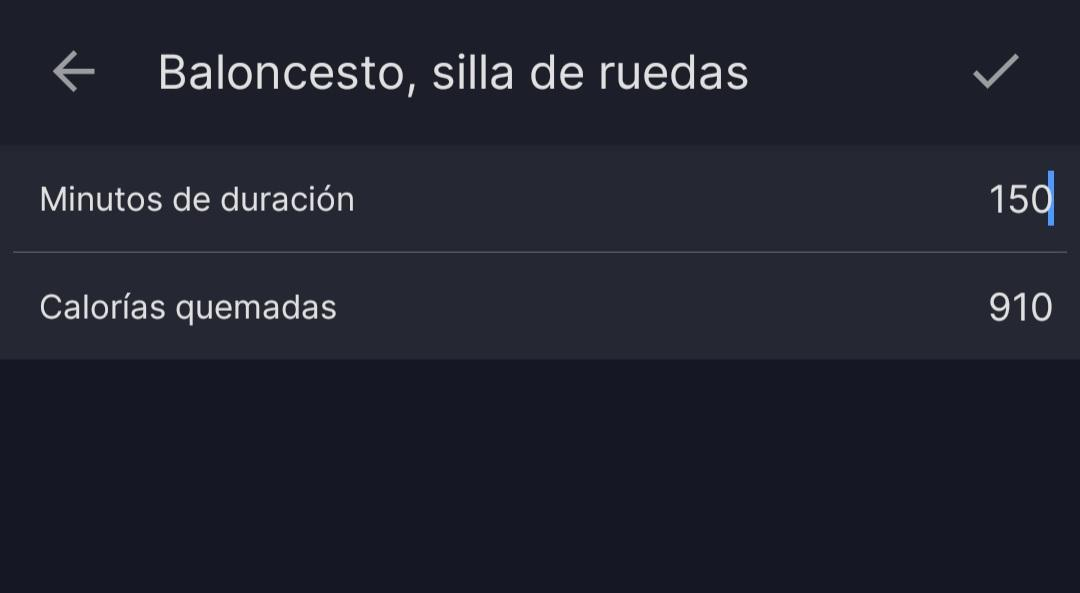 Baloncesto, silla de ruedas
Minutos de duración 150
Calorías quemadas 910